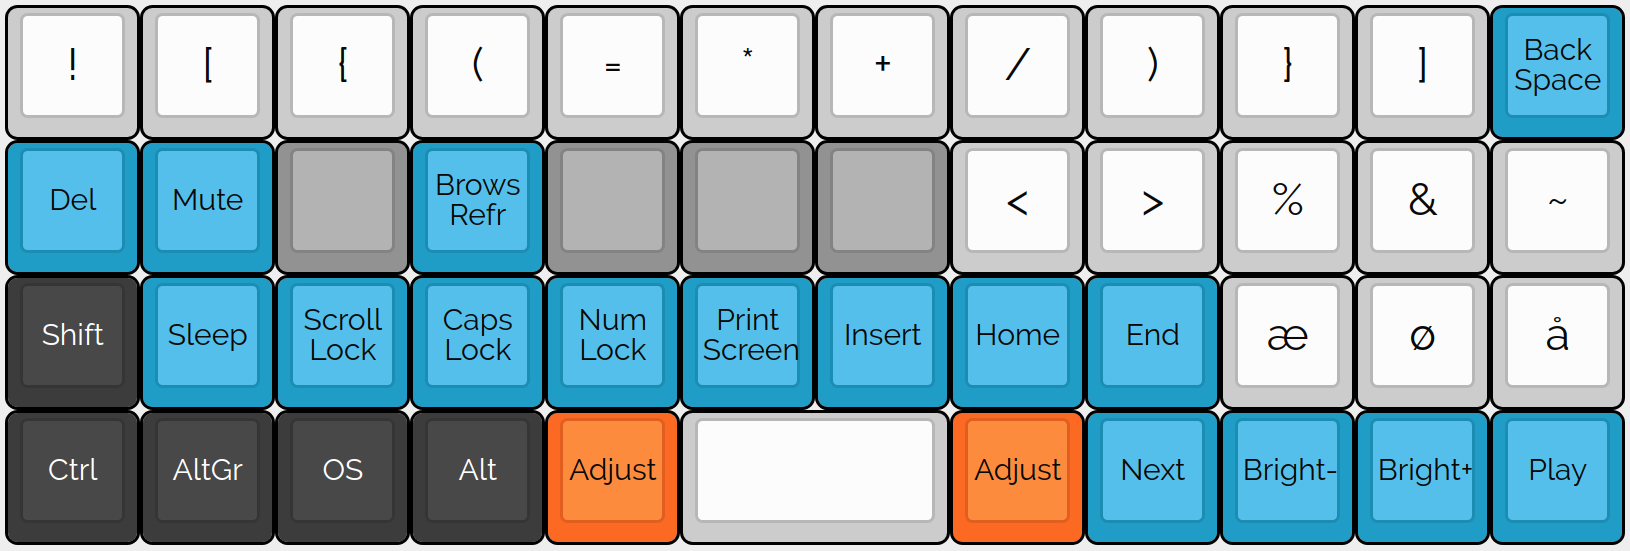 ! [ { ( = * + / ) } ] Back
Space
Del Mute Brows
Refr < > % & ~
Shift Sleep Scroll
Lock Caps
Lock Num
Lock Print
Screen Insert Home End æ ø å
Ctrl AltGr OS Alt Adjust Adjust Next Bright- Bright+ Play